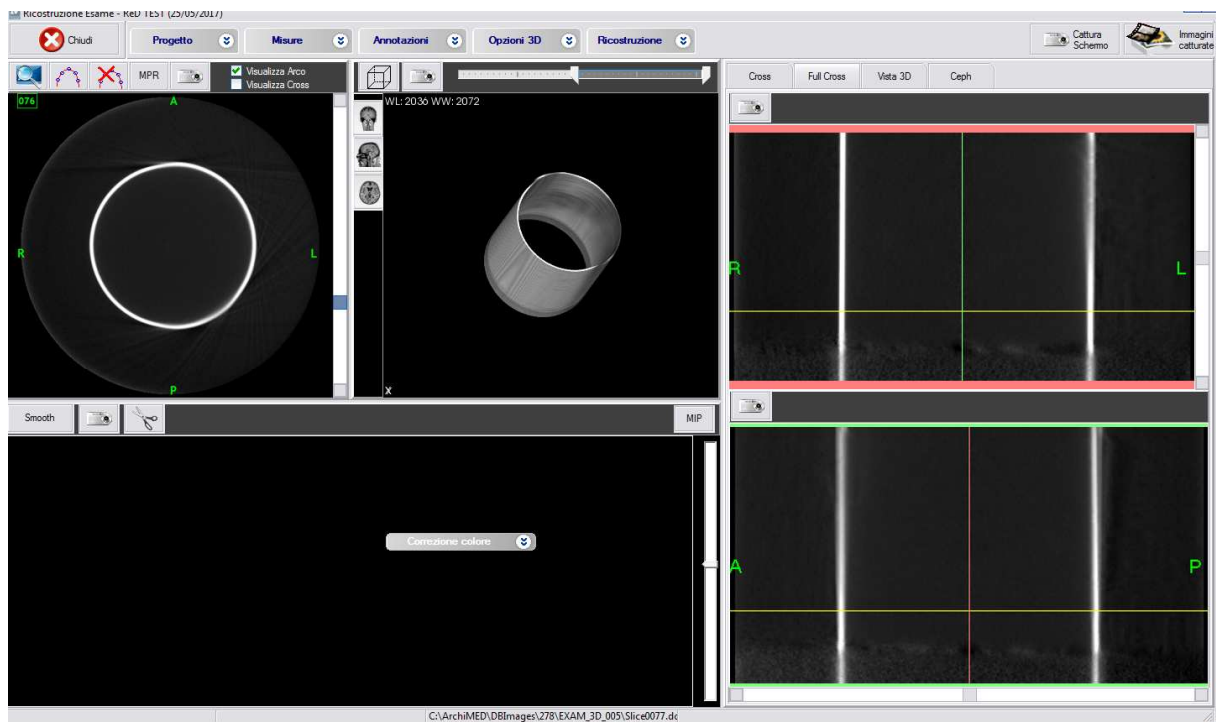 Ricostruzione Esame - ReD TEST (25/05/2017)
Chiudi
Progetto
Misure
Annotazioni
Opzioni 3D
Ricostruzione
Cattura
Schermo
Immagini
catturate
MPR
Visualizza Arco
Visualizza Cross
Cross
Full Cross
Vista 3D
Ceph
076
A
R
L
P
WL: 2036 WW: 2072
X
R
L
Smooth
MIP
Correzione colore
A
P
C:\ArchiMED\DBImages\278\EXAM_3D_005\Slice0077.dc